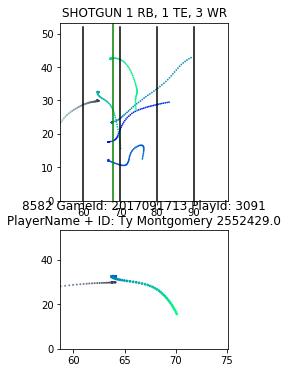 SHOTGUN 1 RB, 1 TE, 3 WR
50
40
30
20
10
0
60 70 80 90
8582 GameId: 2017091713 PlayId: 3091
PlayerName + ID: Ty Montgomery 2552429.0
40
20
0
60 65 70 75